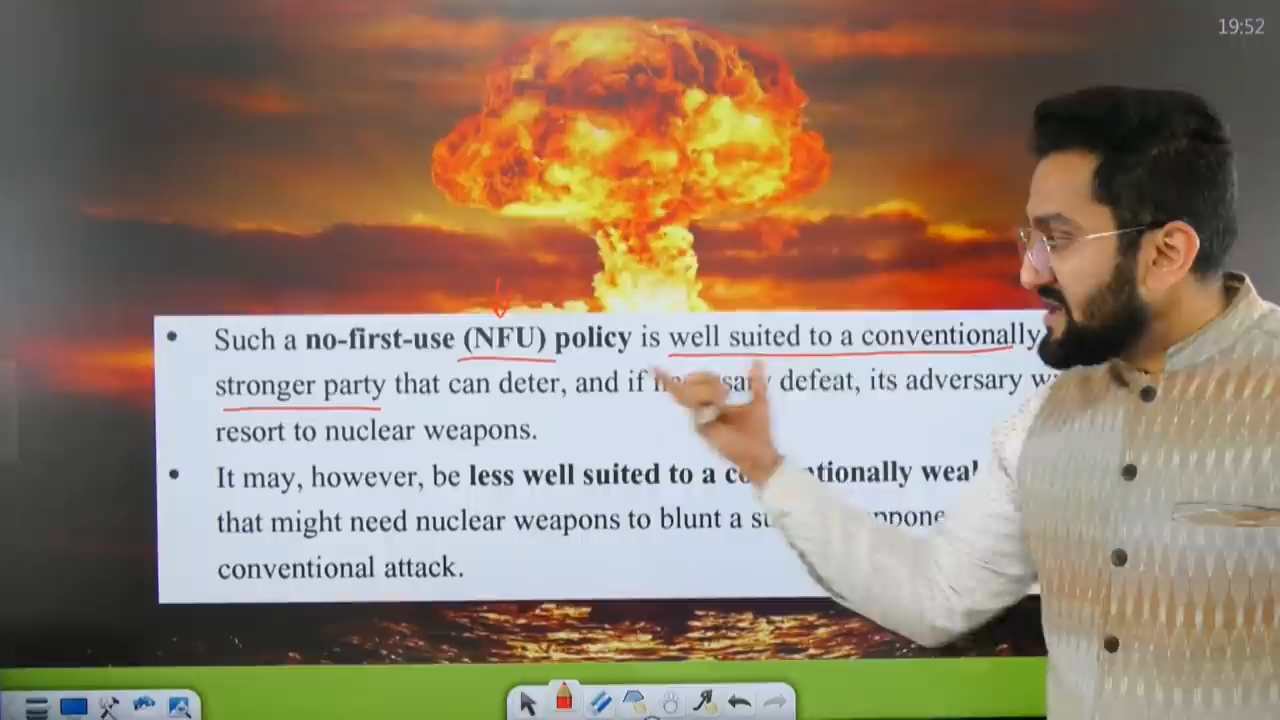 19:52
• Such a no-first-use (NFU) policy is well suited to a conventionally
stronger party that can deter, and if defeat, its adversary
resort to nuclear weapons.
• It may, however, be less well suited to a
that might need nuclear weapons to blunt a
conventional attack.